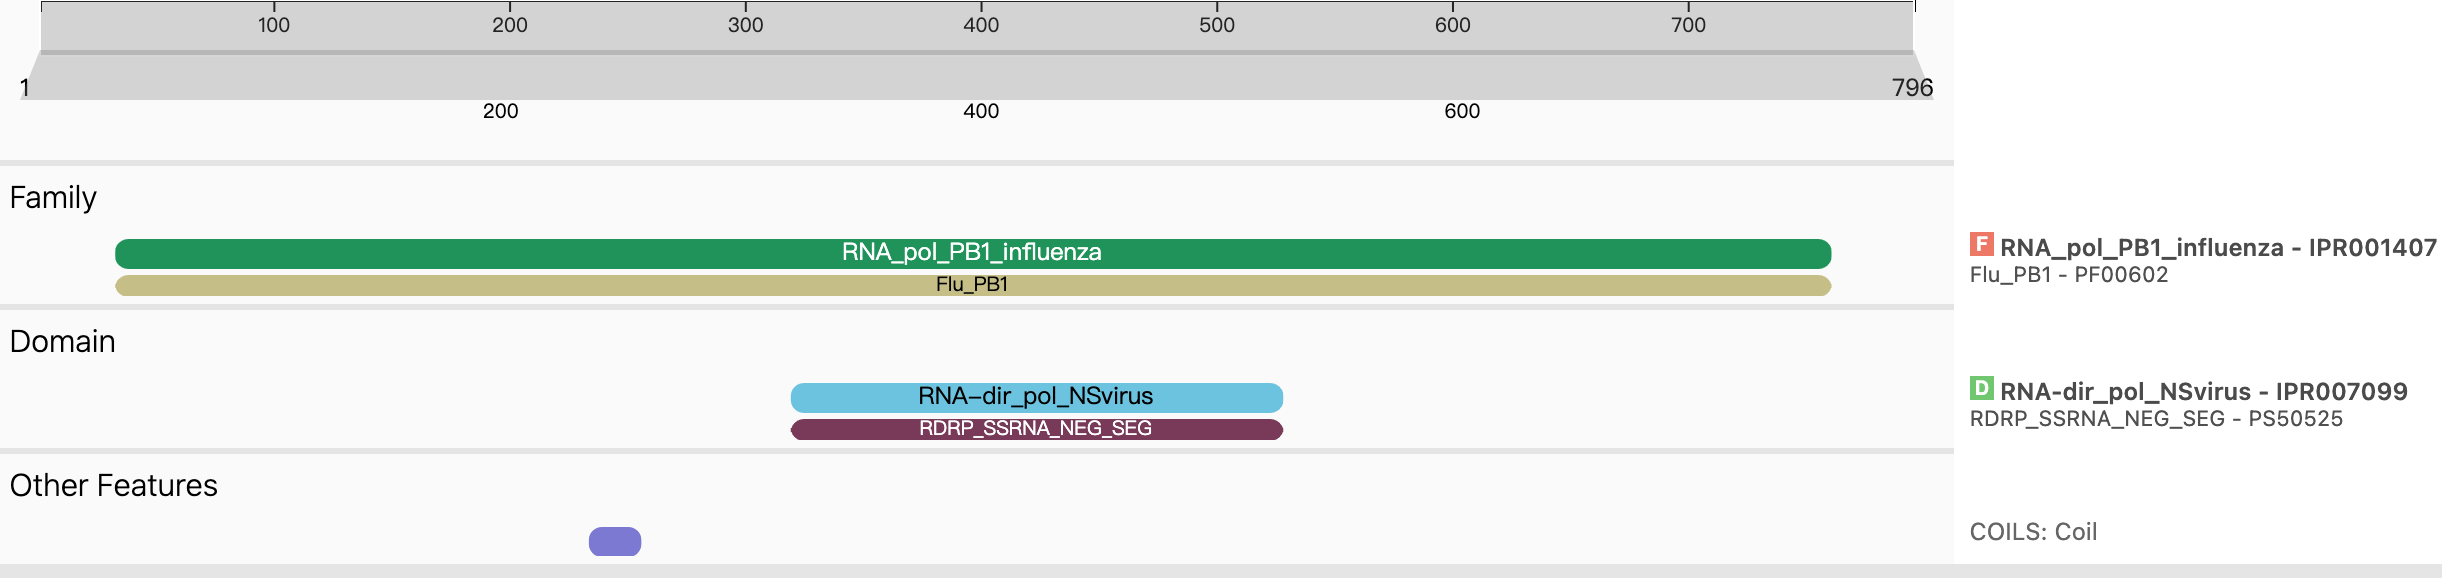 100 200 300 400 500 600 700
1 796
200 400 600
Family
RNA_pol_PB1_influenza
F RNA_pol_PB1_influenza - IPR001407
Flu_PB1
Flu_PB1 - PF00602
Domain
RNA-dir_pol_NSvirus
D RNA-dir_pol_NSvirus - IPR007099
RDRP_SSRNA_NEG_SEG
RDRP_SSRNA_NEG_SEG - PS50525
Other Features
COILS: Coil